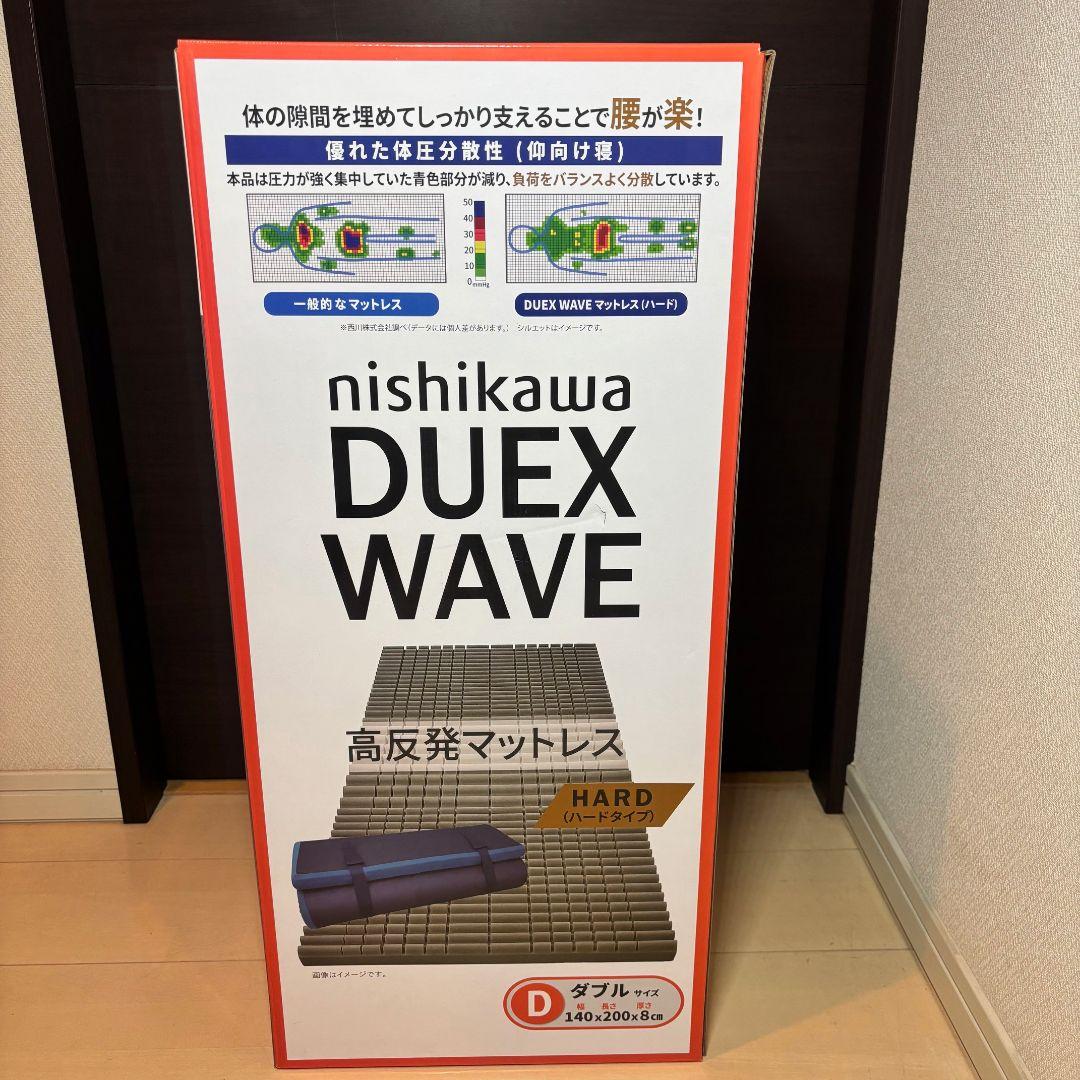 体の隙間を埋めてしっかり支えることで腰が楽!
優れた体圧分散性 (仰向け寝)
本品は圧力が強く集中していた青色部分が減り、負荷をバランスよく分散しています。
50
40
30
20
10
0 mmHg
一般的なマットレス
DUEX WAVE マットレス(ハード)
※西川株式会社調べ(データには個人差があります。) シルエットはイメージです。
nishikawa
DUEX
WAVE
高反発マットレス
HARD
(ハードタイプ)
画像はイメージです。
D ダブル サイズ
幅 長さ 厚さ
140x200x8cm